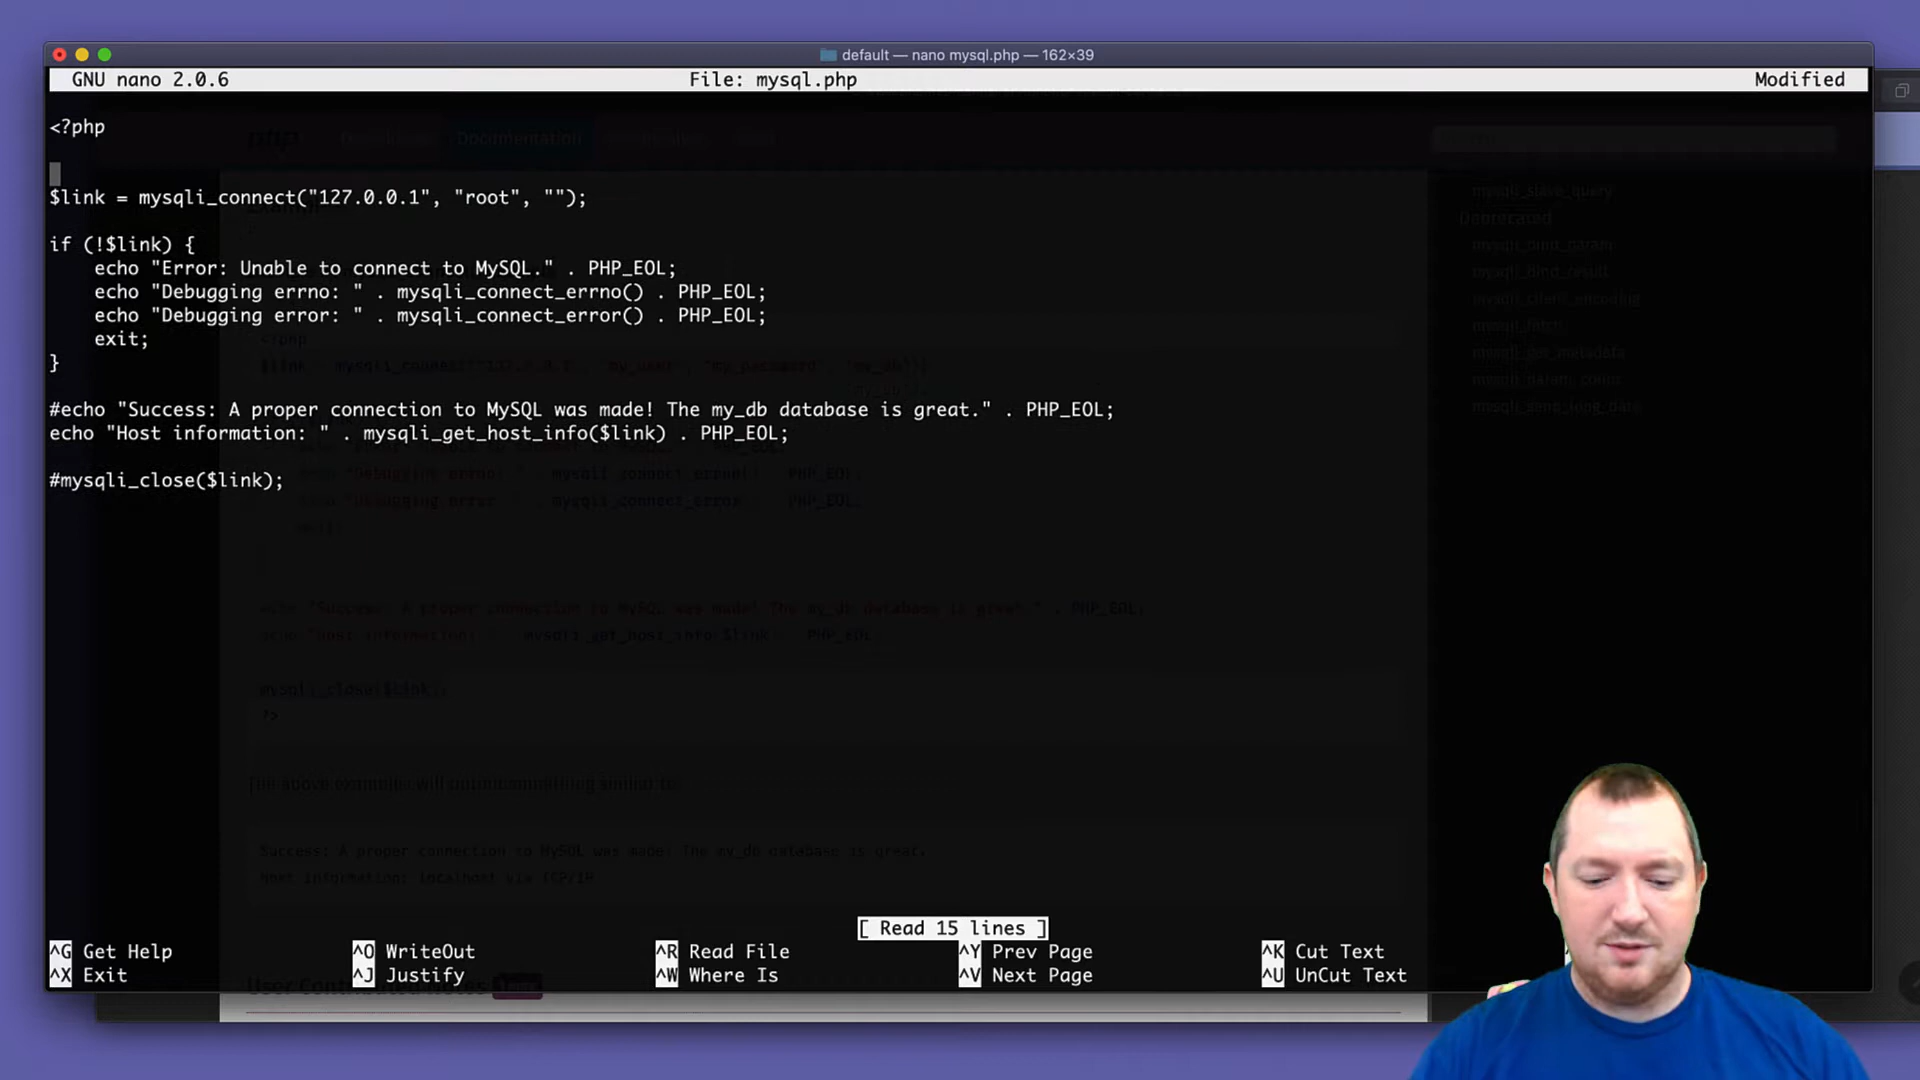 default — nano mysql.php — 162×39
GNU nano 2.0.6 File: mysql.php Modified
<?php
$link = mysqli_connect("127.0.0.1", "root", "");
if (!$link) {
echo "Error: Unable to connect to MySQL." . PHP_EOL;
echo "Debugging errno: " . mysqli_connect_errno() . PHP_EOL;
echo "Debugging error: " . mysqli_connect_error() . PHP_EOL;
exit;
}
#echo "Success: A proper connection to MySQL was made! The my_db database is great." . PHP_EOL;
echo "Host information: " . mysqli_get_host_info($link) . PHP_EOL;
#mysqli_close($link);
[ Read 15 lines ]
^G Get Help ^O WriteOut ^R Read File ^Y Prev Page ^K Cut Text
^X Exit ^J Justify ^W Where Is ^V Next Page ^U UnCut Text